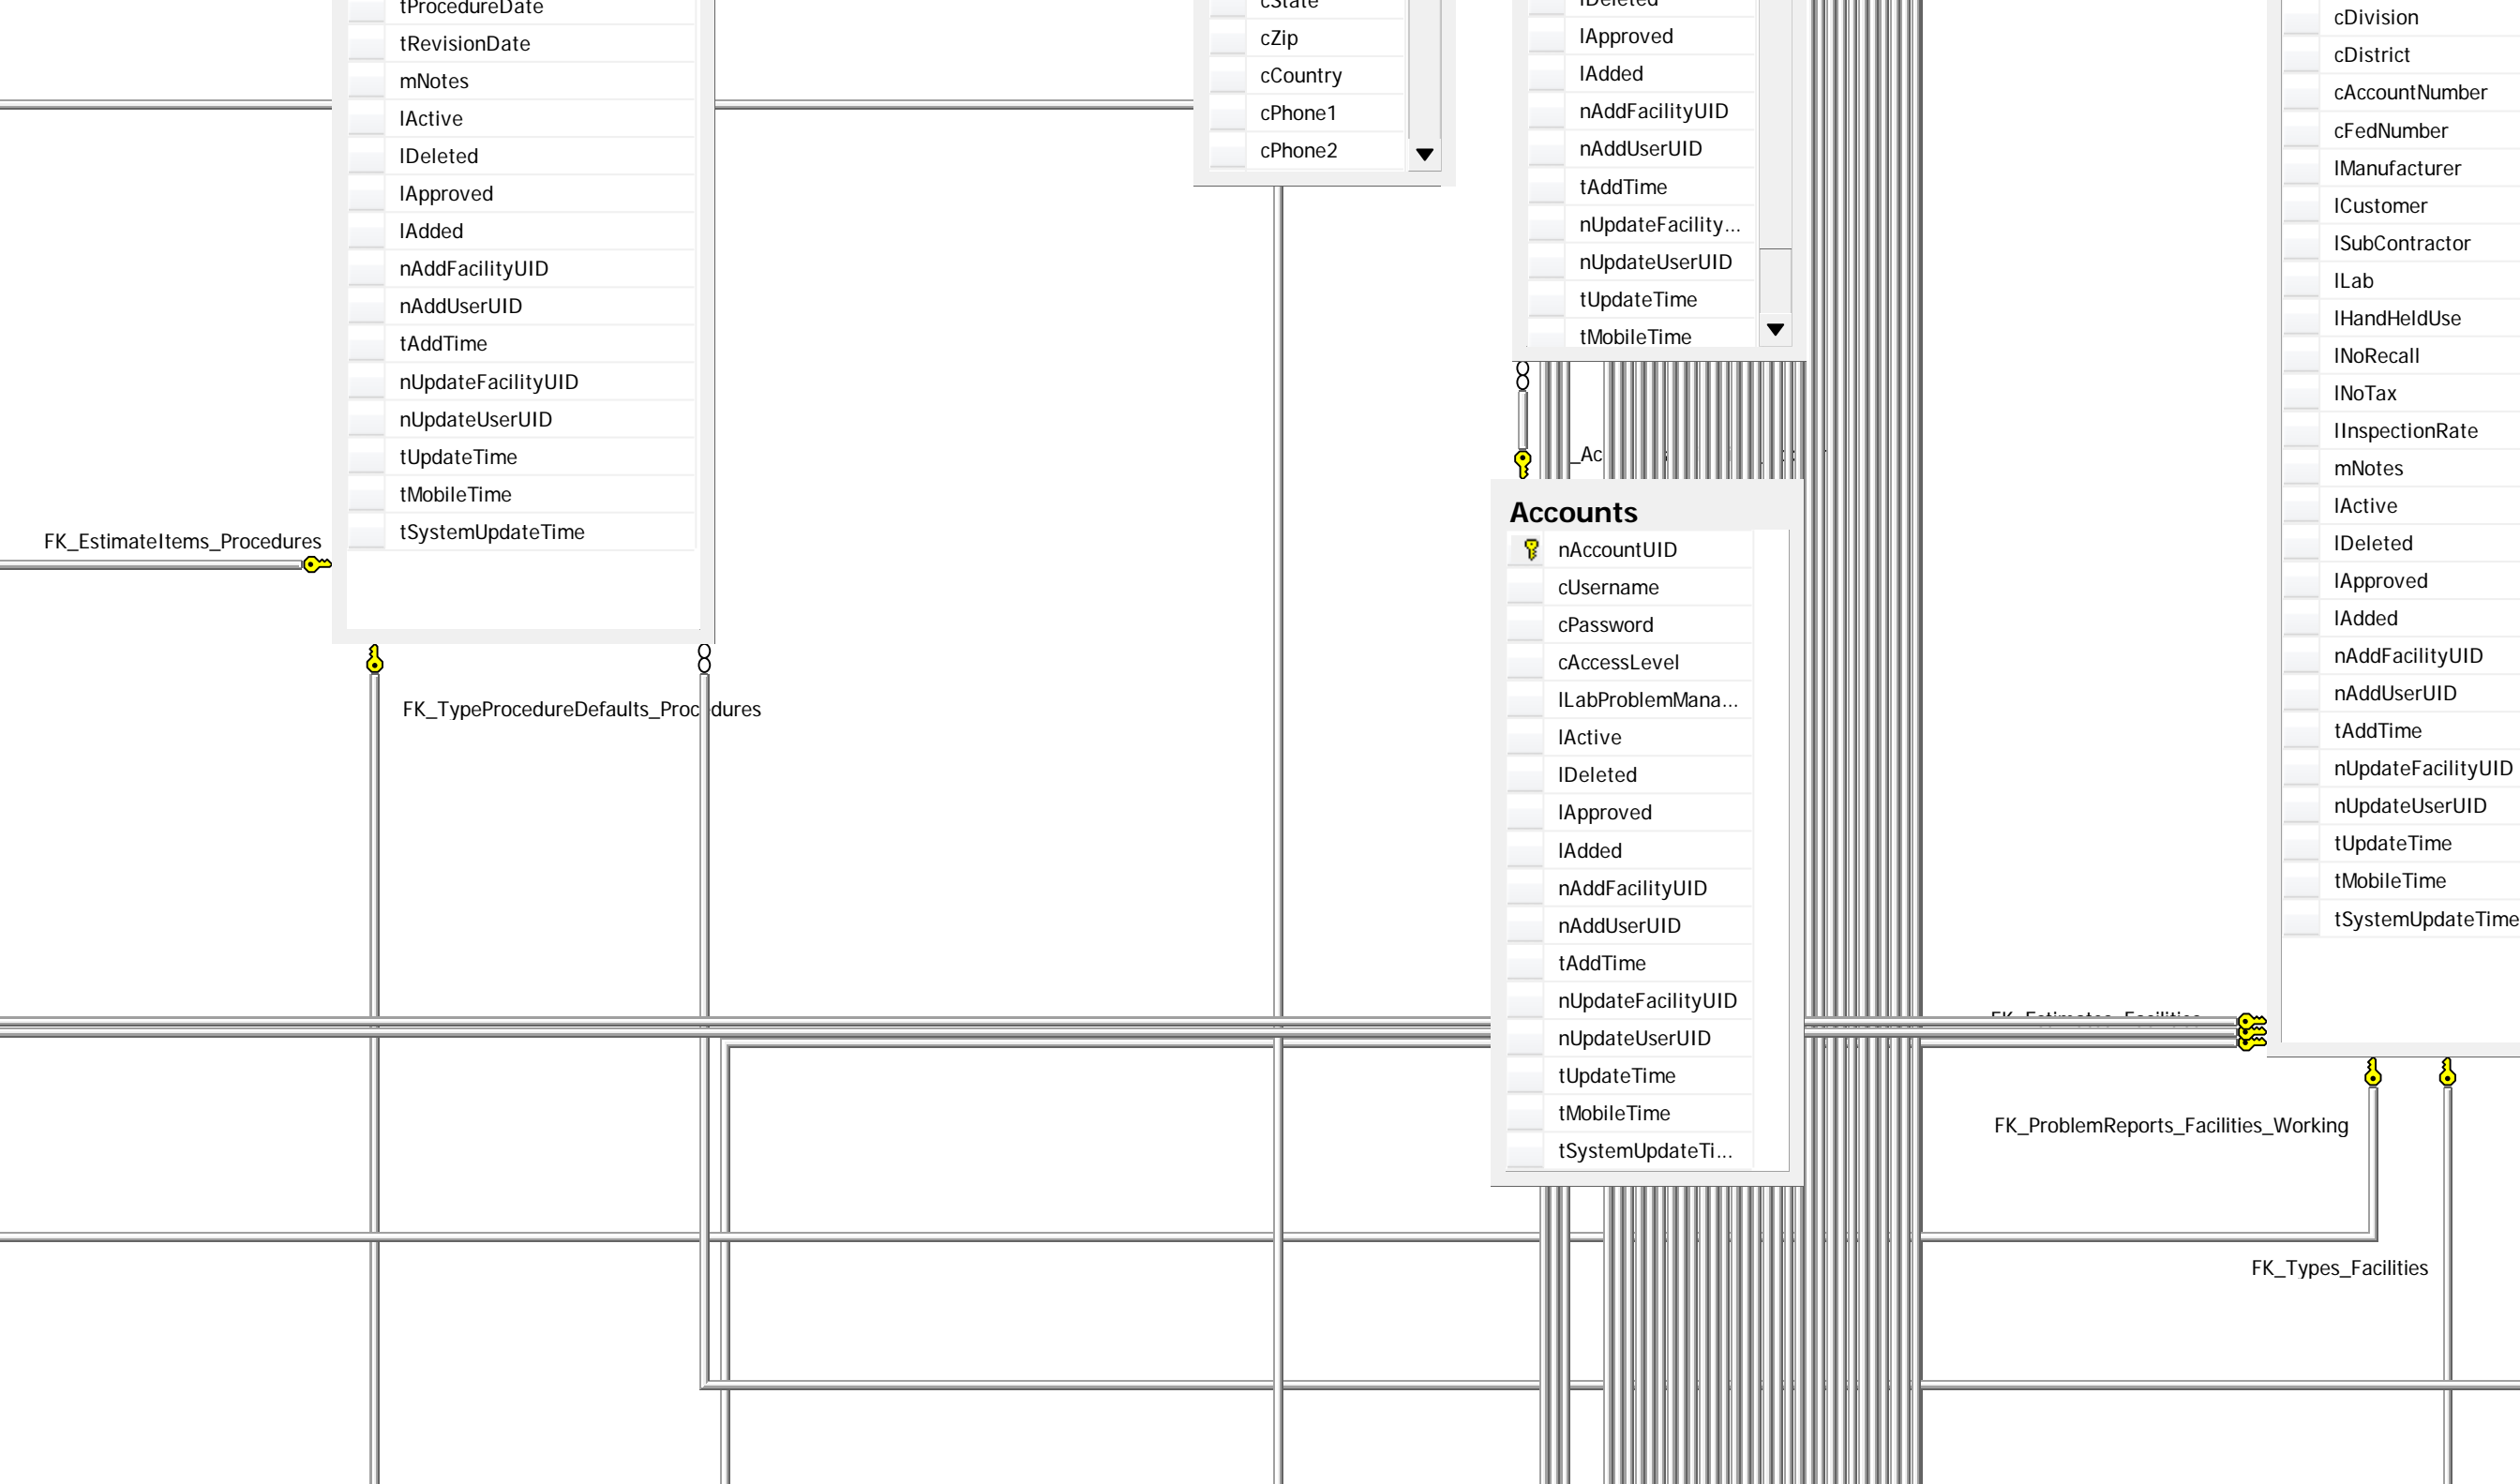 tProcedureDate
tRevisionDate
mNotes
lActive
lDeleted
lApproved
lAdded
nAddFacilityUID
nAddUserUID
tAddTime
nUpdateFacilityUID
nUpdateUserUID
tUpdateTime
tMobileTime
tSystemUpdateTime
FK_EstimateItems_Procedures
FK_TypeProcedureDefaults_Procedures
cState
cZip
cCountry
cPhone1
cPhone2
lDeleted
lApproved
lAdded
nAddFacilityUID
nAddUserUID
tAddTime
nUpdateFacility...
nUpdateUserUID
tUpdateTime
tMobileTime
Accounts
nAccountUID
cUsername
cPassword
cAccessLevel
lLabProblemMana...
lActive
lDeleted
lApproved
lAdded
nAddFacilityUID
nAddUserUID
tAddTime
nUpdateFacilityUID
nUpdateUserUID
tUpdateTime
tMobileTime
tSystemUpdateTi...
cDivision
cDistrict
cAccountNumber
cFedNumber
lManufacturer
lCustomer
lSubContractor
lLab
lHandHeldUse
lNoRecall
lNoTax
lInspectionRate
mNotes
lActive
lDeleted
lApproved
lAdded
nAddFacilityUID
nAddUserUID
tAddTime
nUpdateFacilityUID
nUpdateUserUID
tUpdateTime
tMobileTime
tSystemUpdateTime
FK_Estimates_Facilities
FK_ProblemReports_Facilities_Working
FK_Types_Facilities